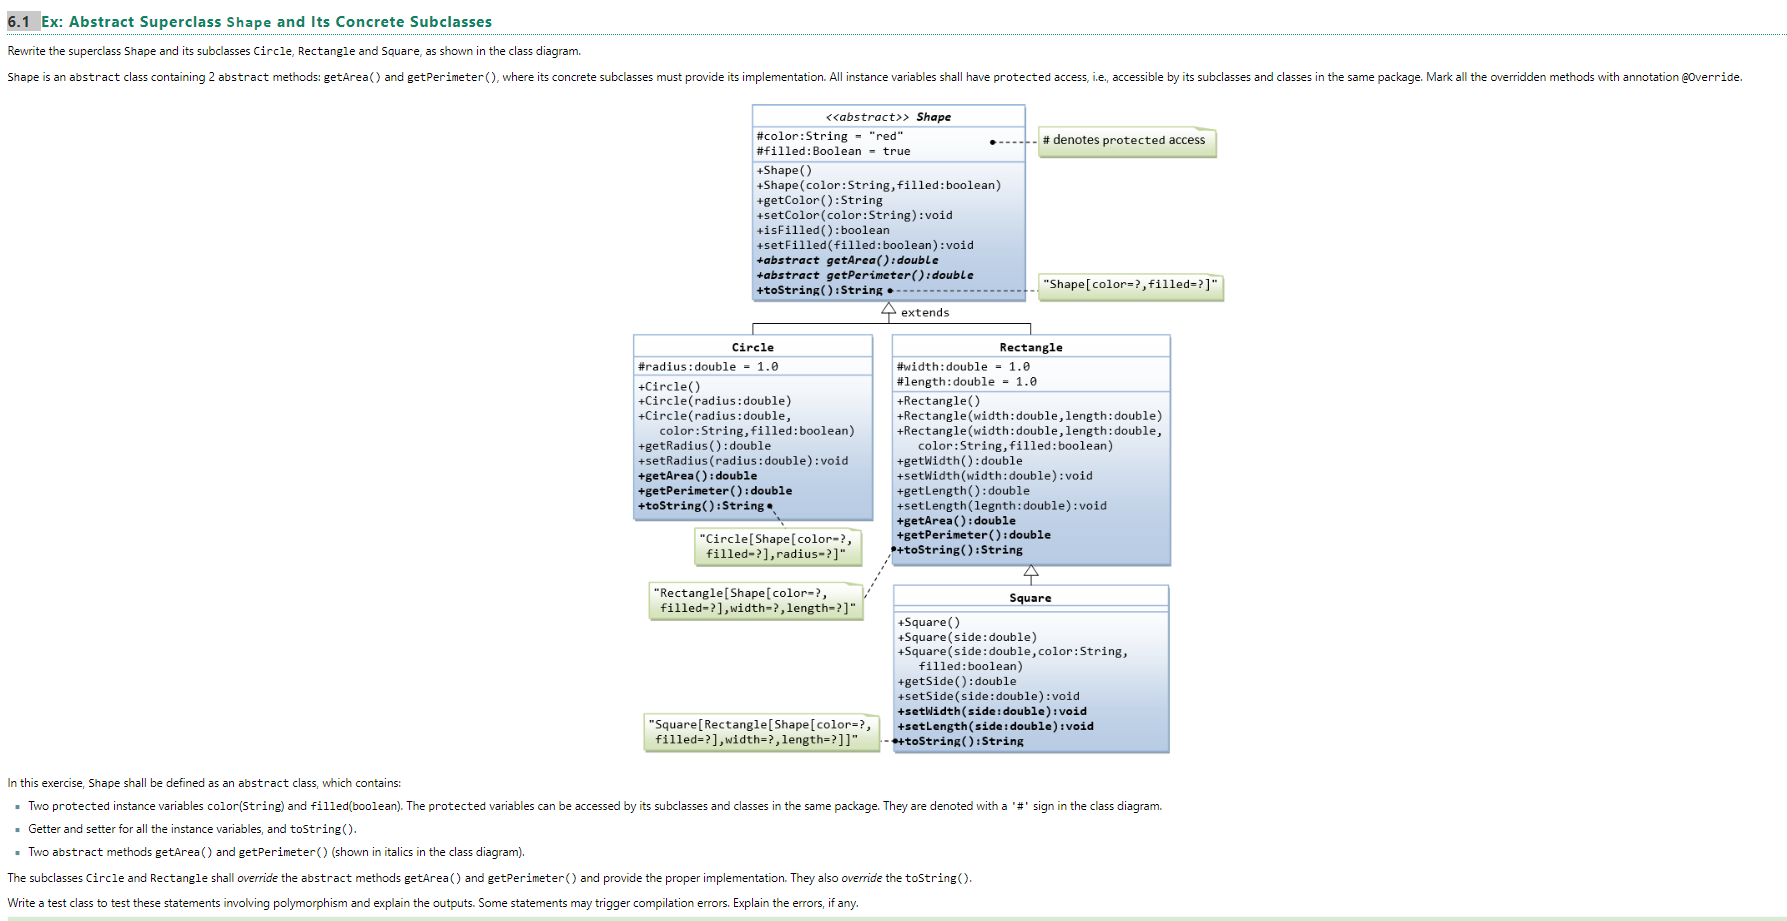 6.1 Ex: Abstract Superclass Shape and Its Concrete Subclasses
Rewrite the superclass Shape and its subclasses Circle, Rectangle and Square, as shown in the class diagram.
Shape is an abstract class containing 2 abstract methods: getArea() and getPerimeter(), where its concrete subclasses must provide its implementation. All instance variables shall have protected access, i.e., accessible by its subclasses and classes in the same package. Mark all the overridden methods with annotation @Override.
<<abstract>> Shape
#color:String = "red"
#filled:Boolean = true
# denotes protected access
+Shape()
+Shape(color:String,filled:boolean)
+getColor():String
+setColor(color:String):void
+isFilled():boolean
+setFilled(filled:boolean):void
+abstract getArea():double
+abstract getPerimeter():double
+toString():String
"Shape[color=?,filled=?]"
extends
Circle
#radius:double = 1.0
+Circle()
+Circle(radius:double)
+Circle(radius:double,
color:String,filled:boolean)
+getRadius():double
+setRadius(radius:double):void
+getArea():double
+getPerimeter():double
+toString():String
"Circle[Shape[color=?,
filled=?],radius=?]"
Rectangle
#width:double = 1.0
#length:double = 1.0
+Rectangle()
+Rectangle(width:double,length:double)
+Rectangle(width:double,length:double,
color:String,filled:boolean)
+getWidth():double
+setWidth(width:double):void
+getLength():double
+setLength(legnth:double):void
+getArea():double
+getPerimeter():double
+toString():String
"Rectangle[Shape[color=?,
filled=?],width=?,length=?]"
Square
+Square()
+Square(side:double)
+Square(side:double,color:String,
filled:boolean)
+getSide():double
+setSide(side:double):void
+setWidth(side:double):void
+setLength(side:double):void
+toString():String
"Square[Rectangle[Shape[color=?,
filled=?],width=?,length=?]]"
In this exercise, Shape shall be defined as an abstract class, which contains:
▪ Two protected instance variables color(String) and filled(boolean). The protected variables can be accessed by its subclasses and classes in the same package. They are denoted with a '#' sign in the class diagram.
▪ Getter and setter for all the instance variables, and toString().
▪ Two abstract methods getArea() and getPerimeter() (shown in italics in the class diagram).
The subclasses Circle and Rectangle shall override the abstract methods getArea() and getPerimeter() and provide the proper implementation. They also override the toString().
Write a test class to test these statements involving polymorphism and explain the outputs. Some statements may trigger compilation errors. Explain the errors, if any.